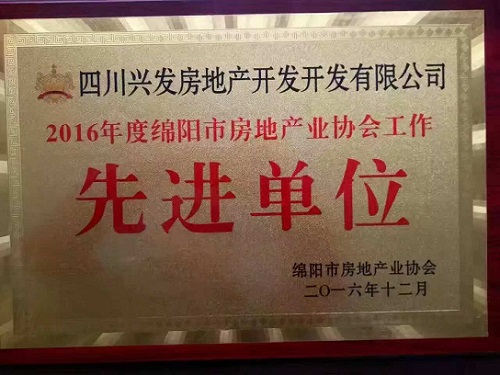 四川兴发房地产开发开发有限公司
2016年度绵阳市房地产业协会工作
先进单位
绵阳市房地产业协会
二〇一六年十二月